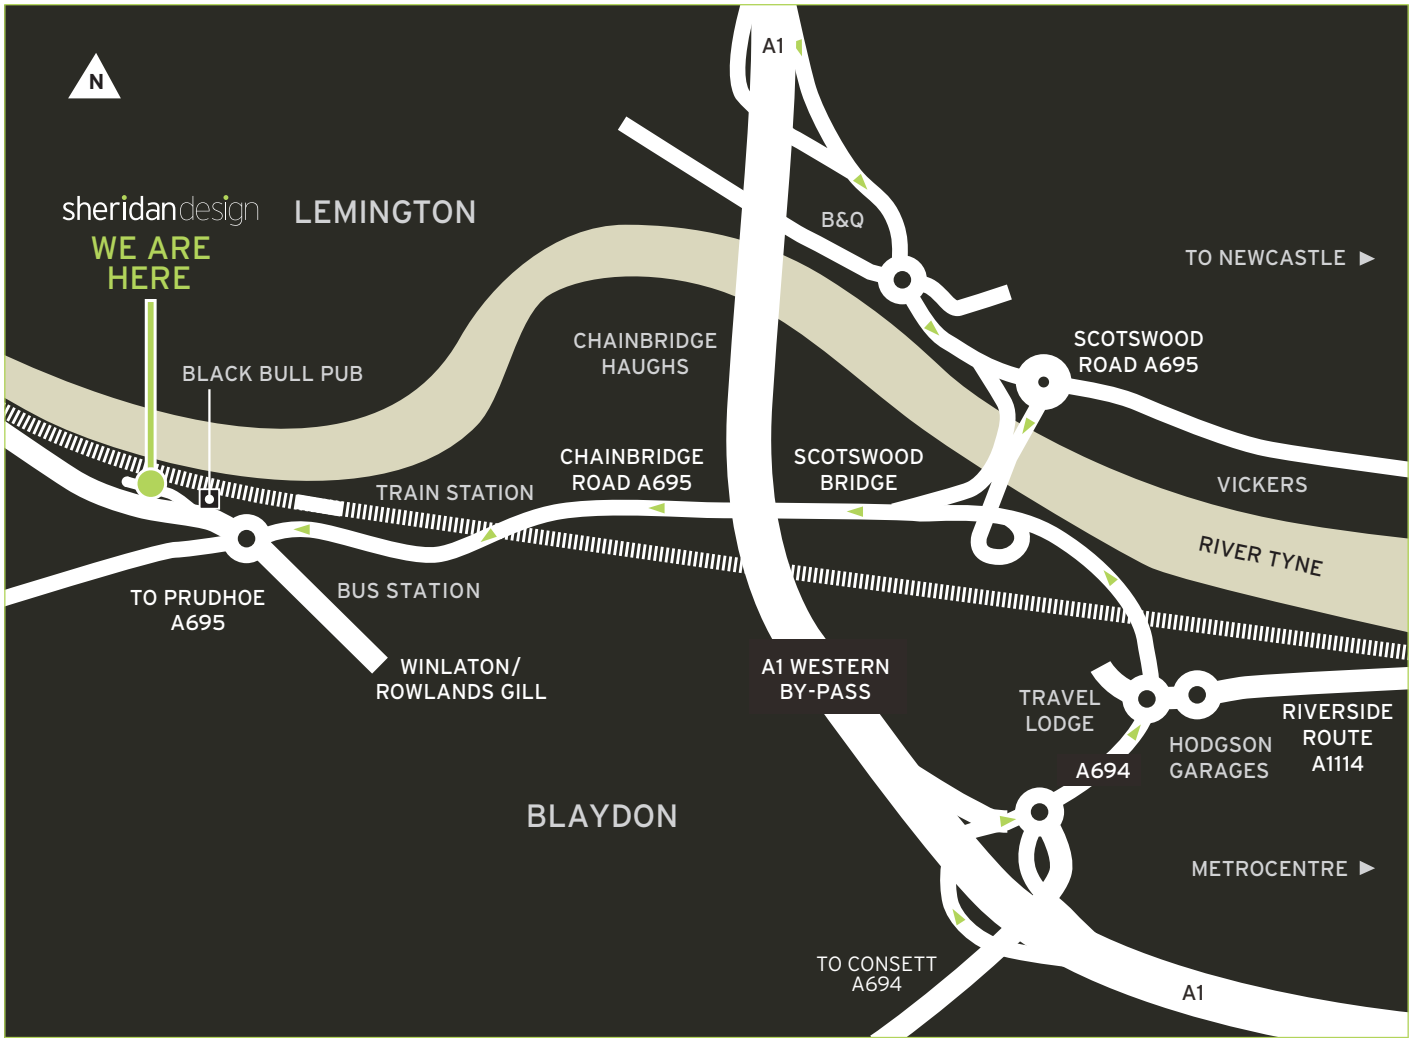 A1
N
sheridandesign
LEMINGTON
WE ARE
HERE
B&Q
TO NEWCASTLE
CHAINBRIDGE
HAUGHS
SCOTSWOOD
ROAD A695
BLACK BULL PUB
CHAINBRIDGE
ROAD A695
SCOTSWOOD
BRIDGE
TRAIN STATION
VICKERS
RIVER TYNE
BUS STATION
TO PRUDHOE
A695
WINLATON/
ROWLANDS GILL
A1 WESTERN
BY-PASS
TRAVEL
LODGE
RIVERSIDE
ROUTE
A1114
HODGSON
GARAGES
A694
BLAYDON
METROCENTRE
TO CONSETT
A694
A1